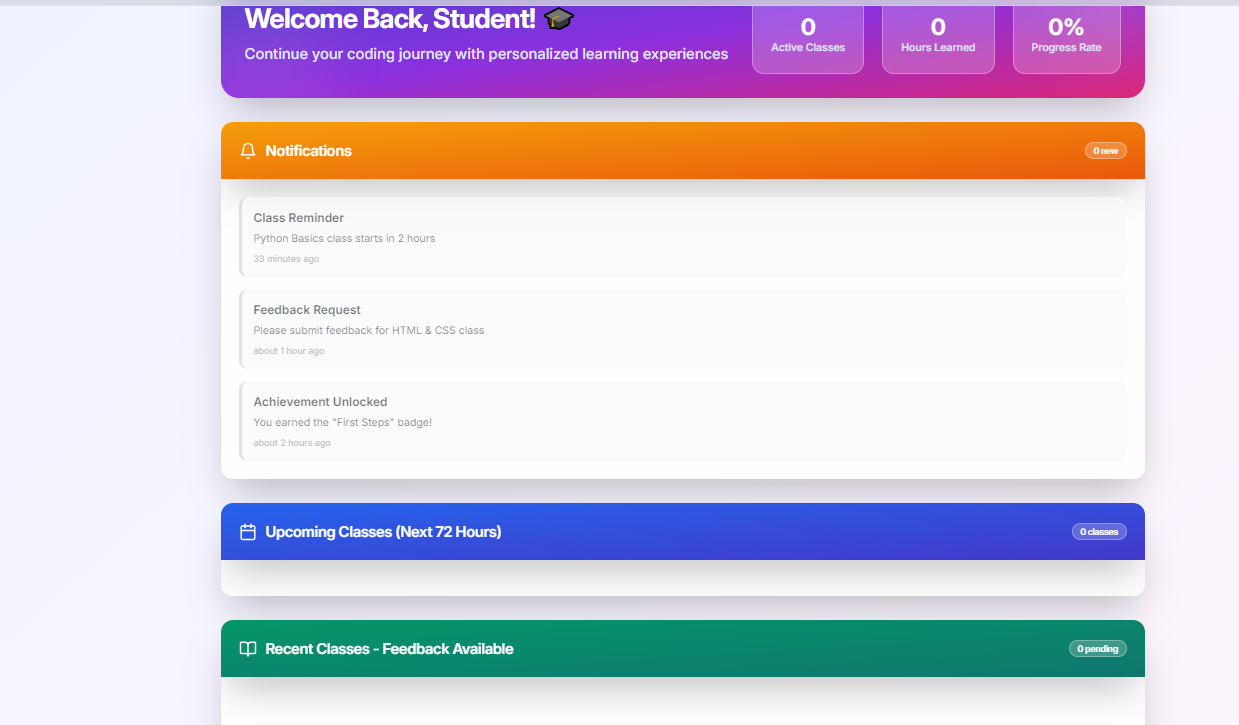 Welcome Back, Student! 🎓
Continue your coding journey with personalized learning experiences
0
Active Classes
0
Hours Learned
0%
Progress Rate
Notifications
0 new
Class Reminder
Python Basics class starts in 2 hours
33 minutes ago
Feedback Request
Please submit feedback for HTML & CSS class
about 1 hour ago
Achievement Unlocked
You earned the "First Steps" badge!
about 2 hours ago
Upcoming Classes (Next 72 Hours)
0 classes
Recent Classes - Feedback Available
0 pending